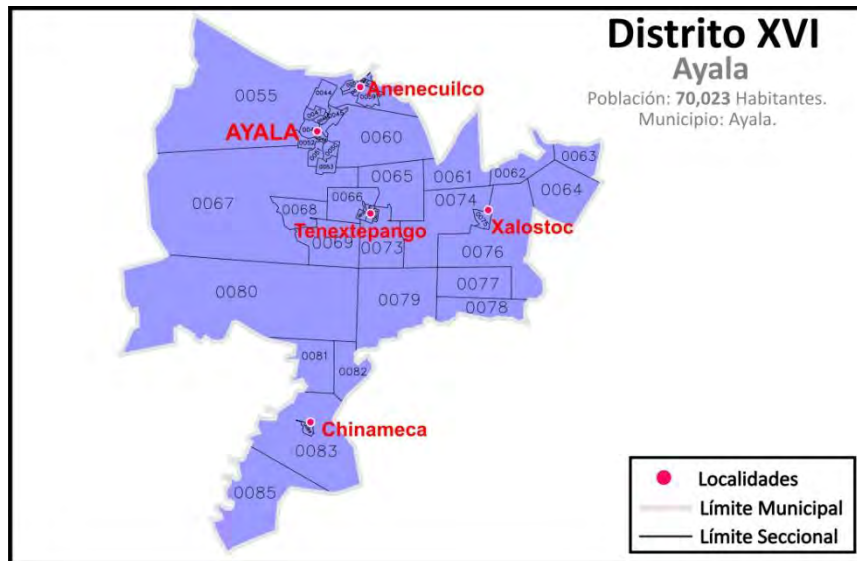 Distrito XVI
Ayala
Población: 70,023 Habitantes.
Municipio: Ayala.
Anenecuilco
0055
0044
AYALA
0060
0063
0062
0061
0064
0065
0067
0066
0074
0068
Tenextepango
Xalostoc
0069
0073
0076
0077
0080
0079
0078
0081
0082
Chinameca
0083
0085
Localidades
Límite Municipal
Límite Seccional